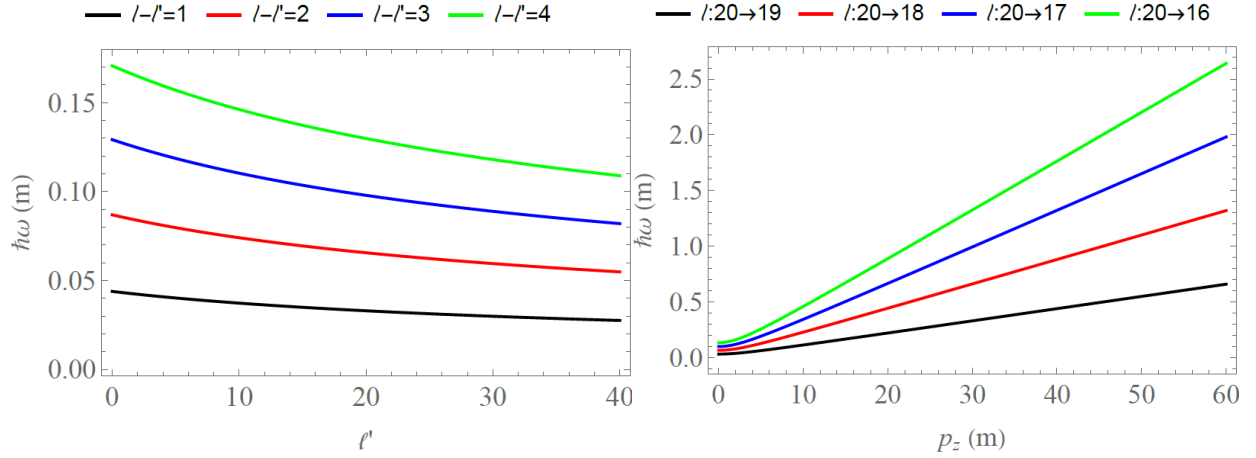 l-l'=1 l-l'=2 l-l'=3 l-l'=4
0.15
0.10
0.05
0.00
ℏω (m)
0 10 20 30 40
ℓ'
l:20→19 l:20→18 l:20→17 l:20→16
2.5
2.0
1.5
1.0
0.5
0.0
ℏω (m)
0 10 20 30 40 50 60
p_z (m)